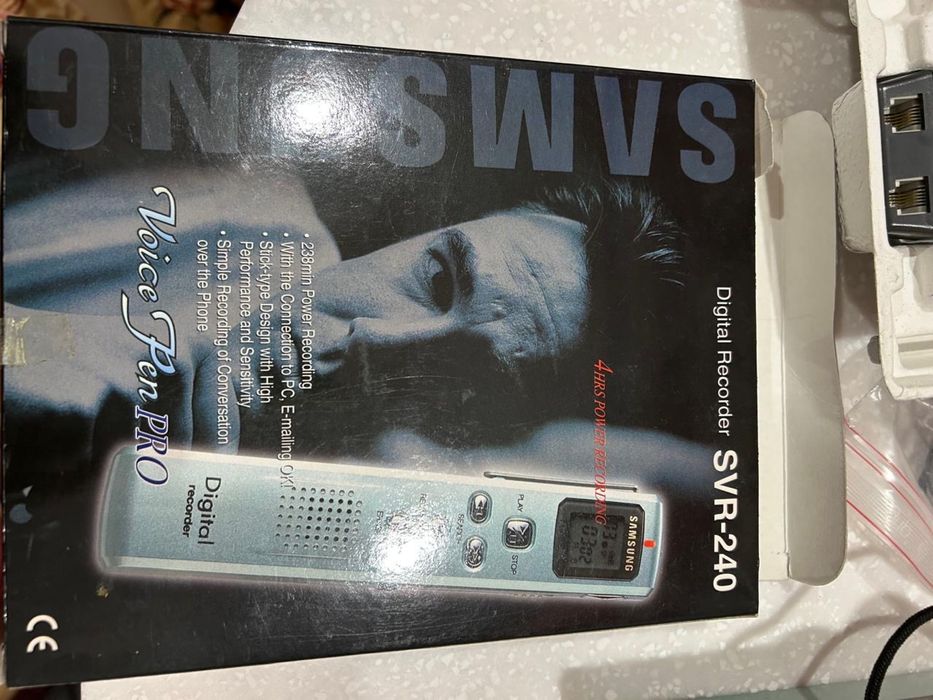 Digital Recorder SVR-240
SAMSUNG
4HRS POWER RECORDING
• 238min Power Recording
• With the Connection to PC, E-mailing OK!
• Stick-type Design with High
Performance and Sensitivity
• Simple Recording of Conversation
over the Phone
Voice Pen PRO
SAMSUNG
PLAY
STOP
Digital
recorder
CE